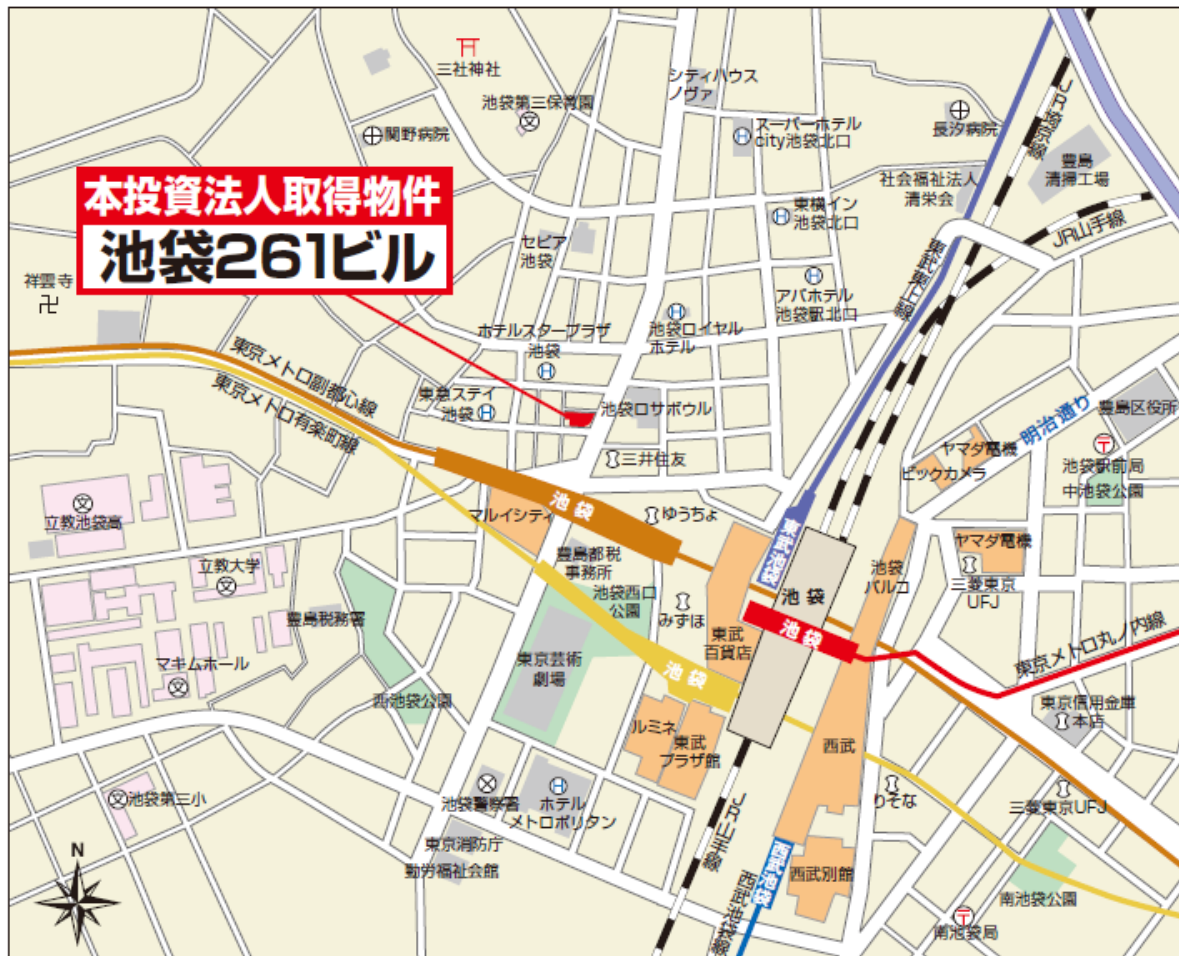 三社神社
池袋第三保育園
関野病院
シティハウス
ノヴァ
スーパーホテル
city池袋北口
長汐病院
JR埼京線
豊島
清掃工場
社会福祉法人
清栄会
東横イン
池袋北口
JR山手線
東武東上線
本投資法人取得物件
池袋261ビル
セビア
池袋
祥雲寺
アパホテル
池袋駅北口
池袋ロイヤル
ホテル
ホテルスタープラザ
池袋
東京メトロ副都心線
東京メトロ有楽町線
東急ステイ
池袋
池袋ロサボウル
三井住友
明治通り
豊島区役所
ヤマダ電機
ビックカメラ
池袋駅前局
中池袋公園
立教池袋高
マルイシティ
池袋
ゆうちょ
東武池袋
池袋
パルコ
ヤマダ電機
三菱東京
UFJ
立教大学
豊島都税
事務所
池袋西口
公園
みずほ
池袋
池袋
豊島税務署
東武
百貨店
東京メトロ丸ノ内線
マキムホール
東京芸術
劇場
池袋
西池袋公園
ルミネ
東武
プラザ館
西武
東京信用金庫
本店
池袋第三小
池袋警察署
ホテル
メトロポリタン
りそな
三菱東京UFJ
JR山手線
東京消防庁
勤労福祉会館
西武池袋
西武別館
西武池袋線
南池袋公園
南池袋局
N